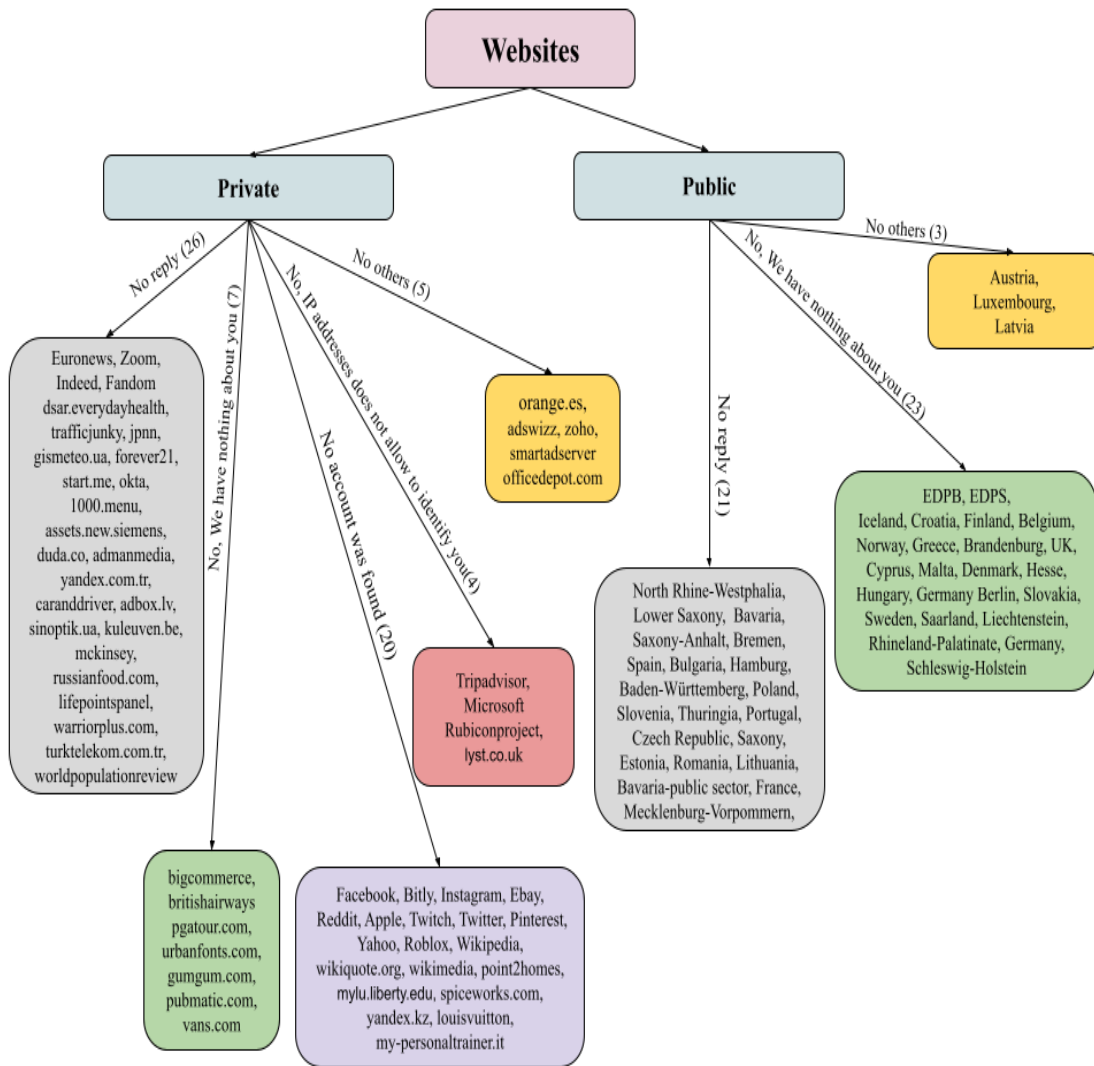 Websites
Private
Public
No reply (26)
No, We have nothing about you (7)
No account was found (20)
No, IP addresses does not allow to identify you(4)
No others (5)
No reply (21)
No, We have nothing about you (23)
No others (3)
Euronews, Zoom,
Indeed, Fandom
dsar.everydayhealth,
trafficjunky, jpnn,
gismeteo.ua, forever21,
start.me, okta,
1000.menu,
assets.new.siemens,
duda.co, admanmedia,
yandex.com.tr,
caranddriver, adbox.lv,
sinoptik.ua, kuleuven.be,
mckinsey,
russianfood.com,
lifepointspanel,
warriorplus.com,
turktelekom.com.tr,
worldpopulationreview
bigcommerce,
britishairways
pgatour.com,
urbanfonts.com,
gumgum.com,
pubmatic.com,
vans.com
Facebook, Bitly, Instagram, Ebay,
Reddit, Apple, Twitch, Twitter, Pinterest,
Yahoo, Roblox, Wikipedia,
wikiquote.org, wikimedia, point2homes,
mylu.liberty.edu, spiceworks.com,
yandex.kz, louisvuitton,
my-personaltrainer.it
Tripadvisor,
Microsoft
Rubiconproject,
lyst.co.uk
orange.es,
adswizz, zoho,
smartadserver
officedepot.com
North Rhine-Westphalia,
Lower Saxony, Bavaria,
Saxony-Anhalt, Bremen,
Spain, Bulgaria, Hamburg,
Baden-Württemberg, Poland,
Slovenia, Thuringia, Portugal,
Czech Republic, Saxony,
Estonia, Romania, Lithuania,
Bavaria-public sector, France,
Mecklenburg-Vorpommern,
EDPB, EDPS,
Iceland, Croatia, Finland, Belgium,
Norway, Greece, Brandenburg, UK,
Cyprus, Malta, Denmark, Hesse,
Hungary, Germany Berlin, Slovakia,
Sweden, Saarland, Liechtenstein,
Rhineland-Palatinate, Germany,
Schleswig-Holstein
Austria,
Luxembourg,
Latvia